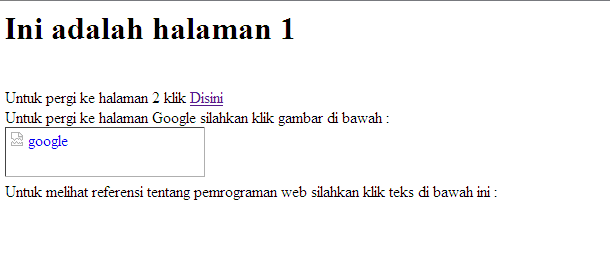 Ini adalah halaman 1
Untuk pergi ke halaman 2 klik Disini
Untuk pergi ke halaman Google silahkan klik gambar di bawah :
google
Untuk melihat referensi tentang pemrograman web silahkan klik teks di bawah ini :